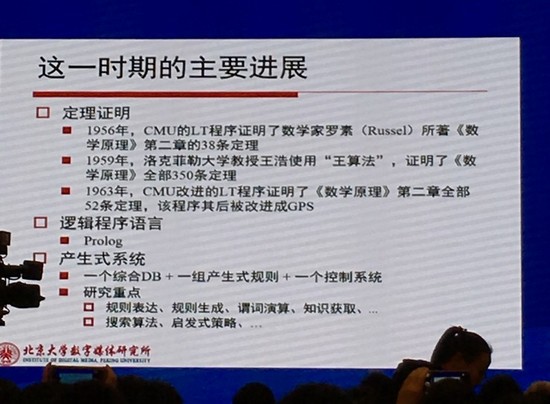 这一时期的主要进展
定理证明
1956年，CMU的LT程序证明了数学家罗素（Russel）所著《数
学原理》第二章的38条定理
1959年，洛克菲勒大学教授王浩使用“王算法”，证明了《数
学原理》全部350条定理
1963年，CMU改进的LT程序证明了《数学原理》第二章全部
52条定理，该程序其后被改进成GPS
逻辑程序语言
Prolog
产生式系统
一个综合DB + 一组产生式规则 + 一个控制系统
研究重点
规则表达、规则生成、谓词演算、知识获取、...
搜索算法、启发式策略、…
北京大学数字媒体研究所
INSTITUTE OF DIGITAL MEDIA, PEKING UNIVERSITY